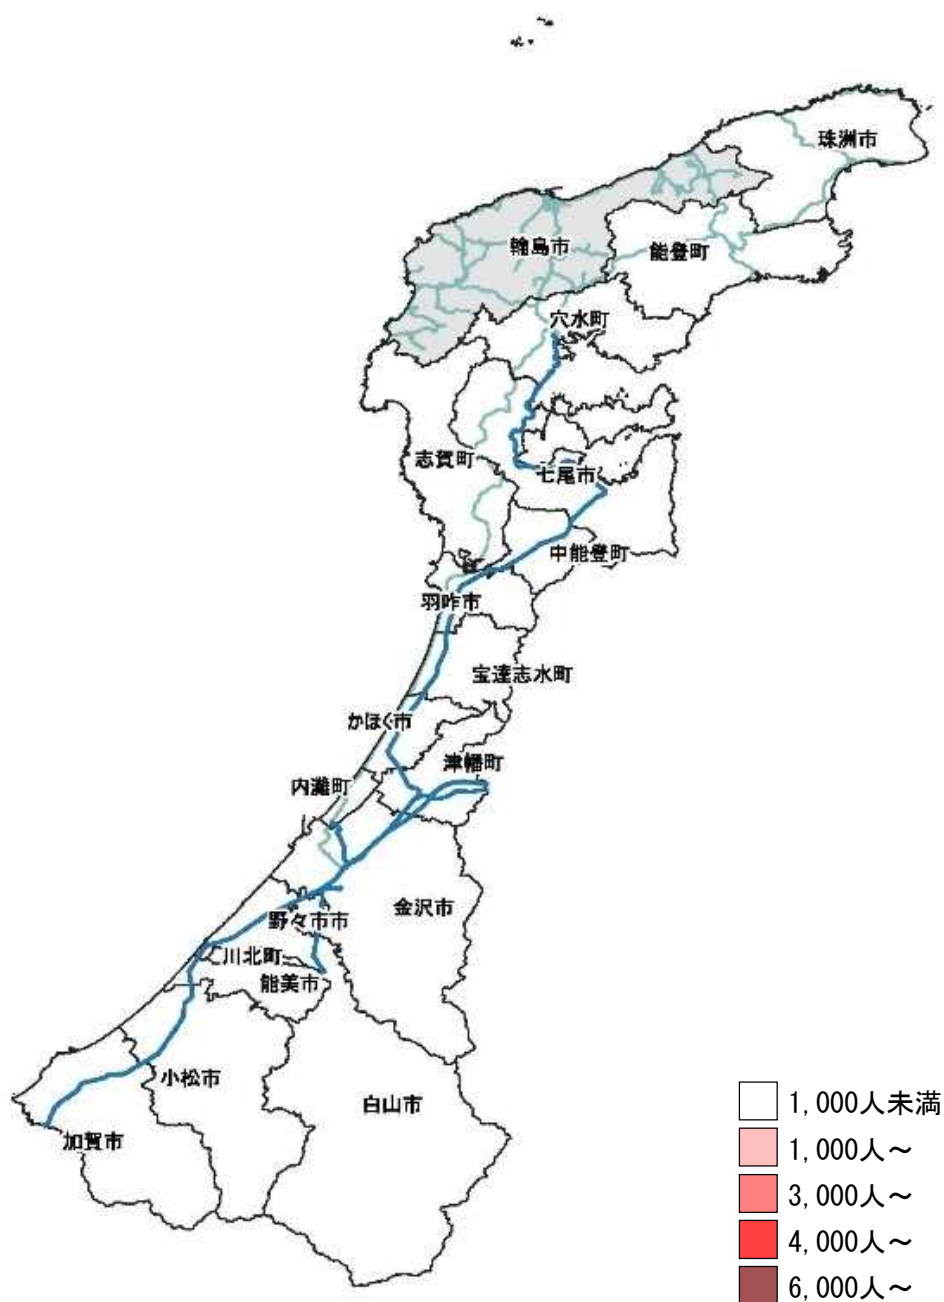 珠洲市
輪島市
能登町
穴水町
志賀町
七尾市
中能登町
羽咋市
宝達志水町
かほく市
津幡町
内灘町
金沢市
野々市市
川北町
能美市
小松市
白山市
加賀市
1,000人未満
1,000人～
3,000人～
4,000人～
6,000人～